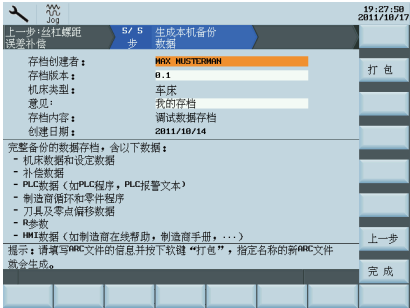 Jog
19:27:50
2011/10/17
上一步:丝杠螺距
误差补偿
5/ 5
步
生成本机备份
数据
存档创建者： MAX MUSTERMAN
存档版本： 0.1
打 包
机床类型： 车床
意见： 我的存档
存档内容： 调试数据存档
创建日期： 2011/10/14
完整备份的数据存档，含以下数据：
- 机床数据和设定数据
- 补偿数据
- PLC数据（如PLC程序，PLC报警文本）
- 制造商循环和零件程序
- 刀具及零点偏移数据
- R参数
- HMI数据（如制造商在线帮助，制造商手册，···）
上一步
提示：请填写ARC文件的信息并按下软键“打包”，指定名称的新ARC文件
就会生成。
完 成